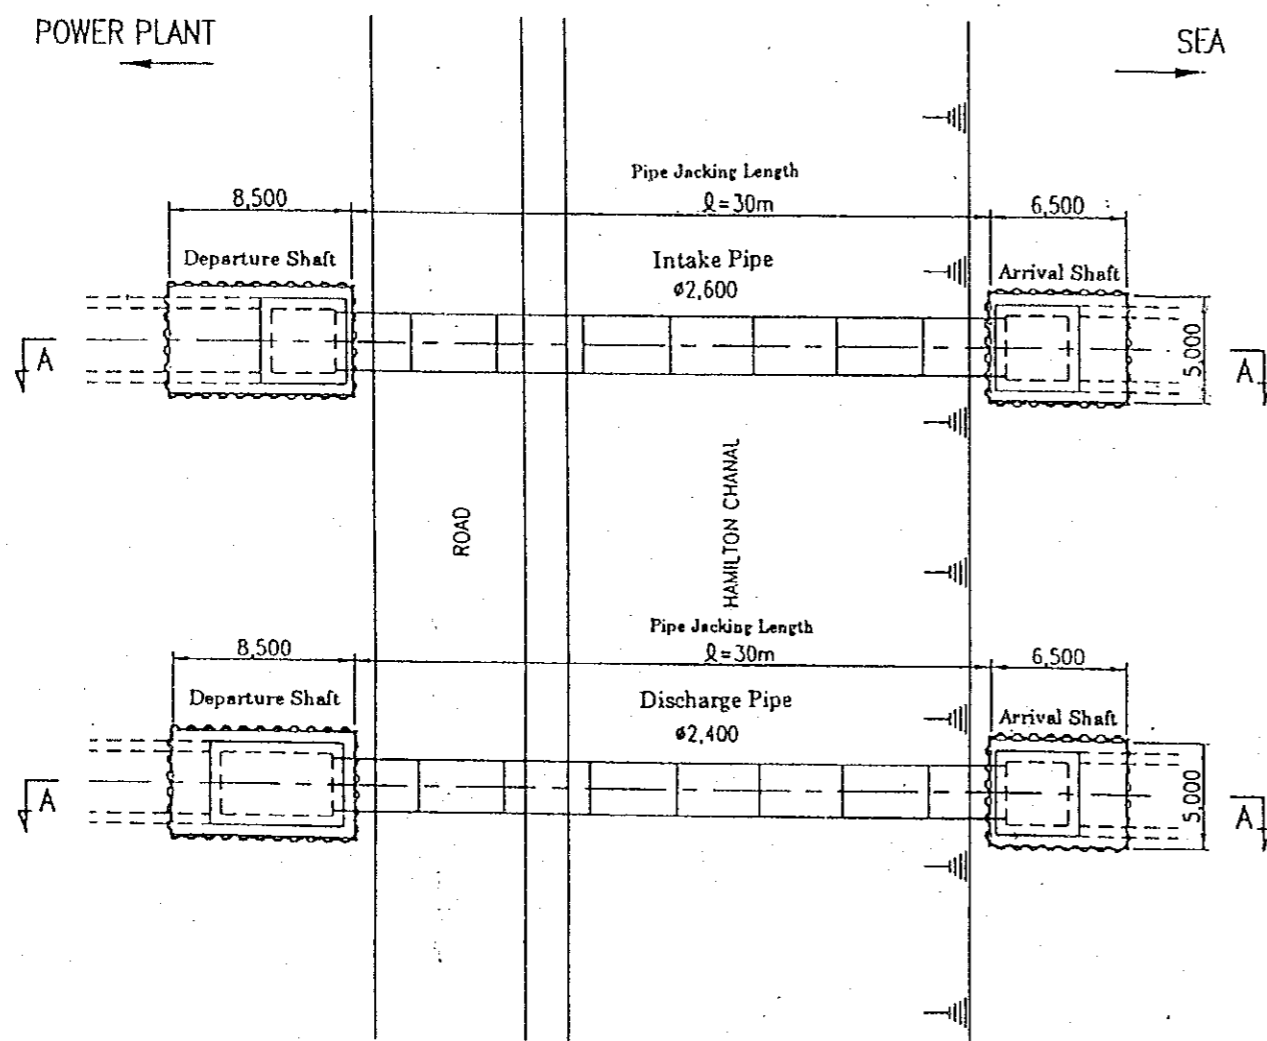 POWER PLANT
SEA
Pipe Jacking Length
8,500
ℓ=30m
6,500
Departure Shaft
Intake Pipe
Arrival Shaft
ø2,600
A
5,000
A
ROAD
HAMILTON CHANAL
Pipe Jacking Length
8,500
ℓ=30m
6,500
Departure Shaft
Discharge Pipe
Arrival Shaft
ø2,400
A
5,000
A